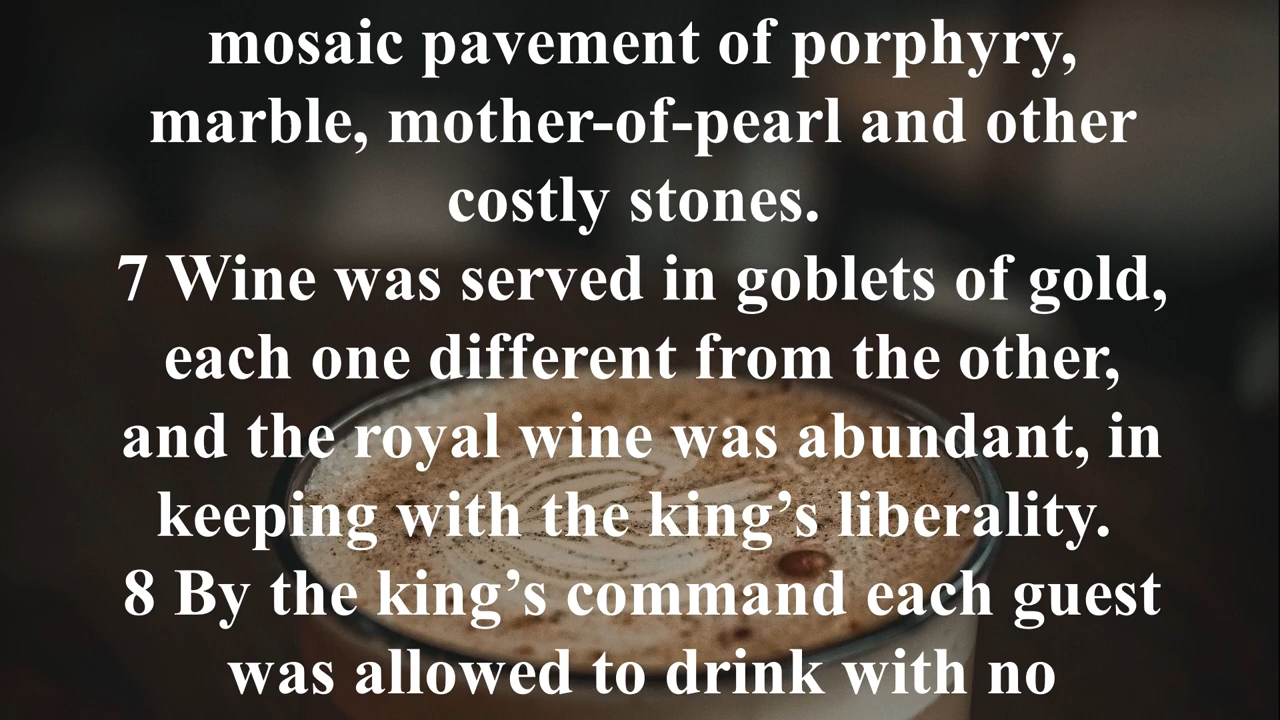 mosaic pavement of porphyry,
marble, mother-of-pearl and other
costly stones.
7 Wine was served in goblets of gold,
each one different from the other,
and the royal wine was abundant, in
keeping with the king’s liberality.
8 By the king’s command each guest
was allowed to drink with no